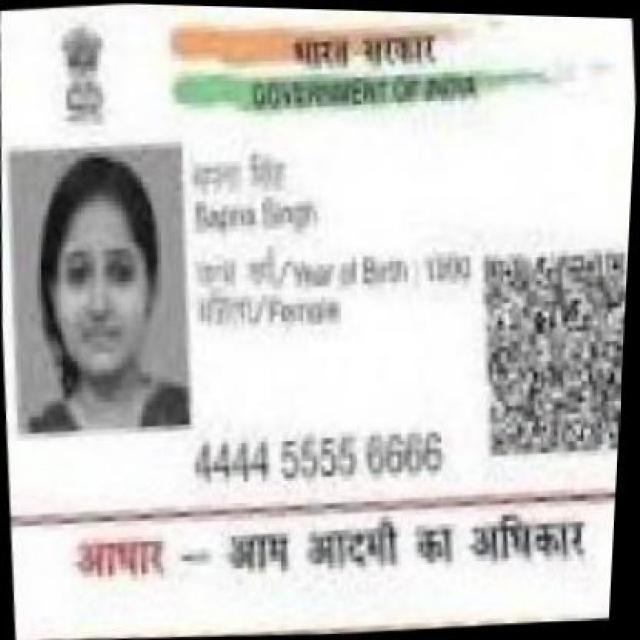 भारत सरकार
GOVERNMENT OF INDIA
सपना सिंह
Sapna Singh
जन्म वर्ष/Year of Birth : 1990
महिला/Female
4444 5555 6666
आधार – आम आदमी का अधिकार